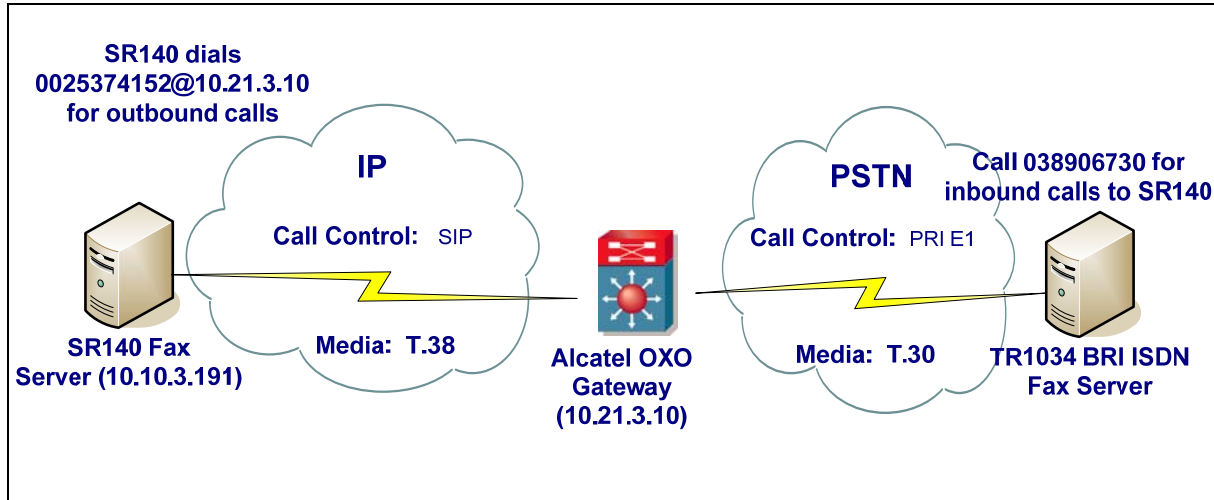 SR140 dials
0025374152@10.21.3.10
for outbound calls
IP
Call Control: SIP
Media: T.38
SR140 Fax
Server (10.10.3.191)
Alcatel OXO
Gateway
(10.21.3.10)
PSTN
Call Control: PRI E1
Media: T.30
Call 038906730 for
inbound calls to SR140
TR1034 BRI ISDN
Fax Server